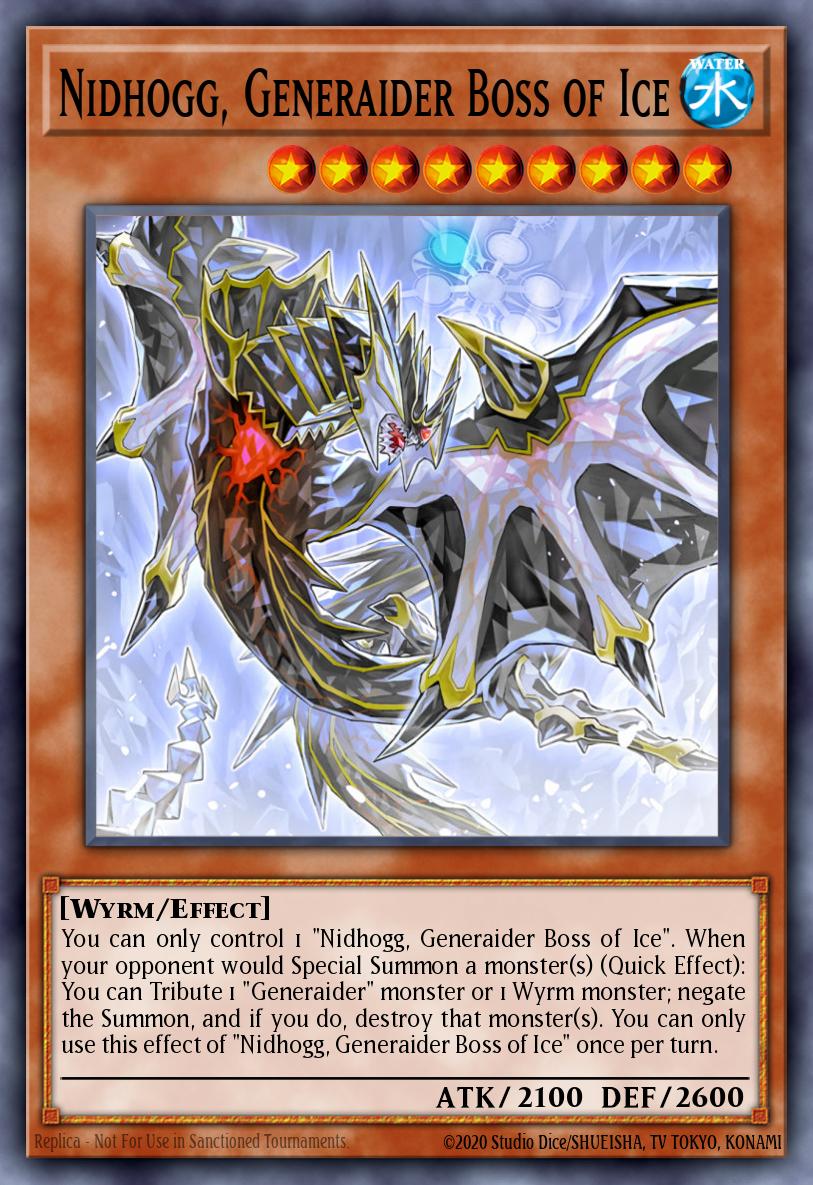 Nidhogg, Generaider Boss of Ice
WATER
水
[Wyrm/Effect]
You can only control 1 "Nidhogg, Generaider Boss of Ice". When
your opponent would Special Summon a monster(s) (Quick Effect):
You can Tribute 1 "Generaider" monster or 1 Wyrm monster; negate
the Summon, and if you do, destroy that monster(s). You can only
use this effect of "Nidhogg, Generaider Boss of Ice" once per turn.
ATK/2100 DEF/2600
Replica - Not For Use in Sanctioned Tournaments.
©2020 Studio Dice/SHUEISHA, TV TOKYO, KONAMI